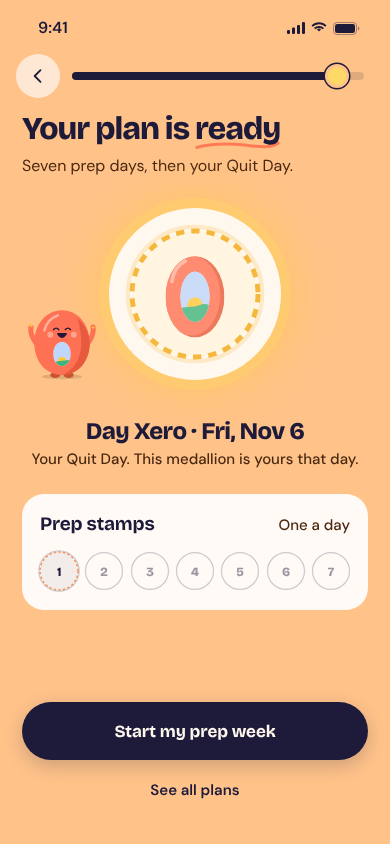 9:41
Your plan is ready
Seven prep days, then your Quit Day.
Day Xero · Fri, Nov 6
Your Quit Day. This medallion is yours that day.
Prep stamps
One a day
1 2 3 4 5 6 7
Start my prep week
See all plans